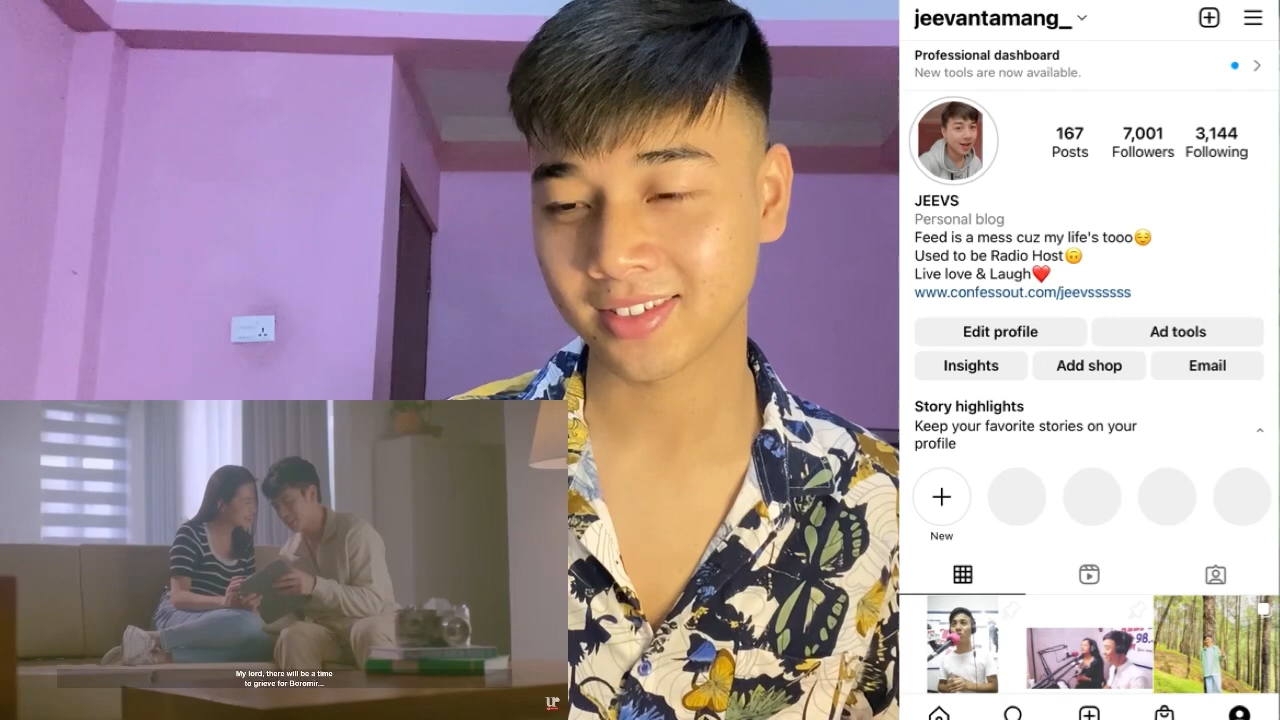 jeevantamang_
Professional dashboard
New tools are now available.
167
7,001
3,144
Posts
Followers
Following
JEEVS
Personal blog
Feed is a mess cuz my life's tooo😌
Used to be Radio Host🙃
Live love & Laugh❤️
www.confessout.com/jeevssssss
Edit profile
Ad tools
Insights
Add shop
Email
Story highlights
Keep your favorite stories on your
profile
New
98.
My lord, there will be a time
to grieve for Boromir...